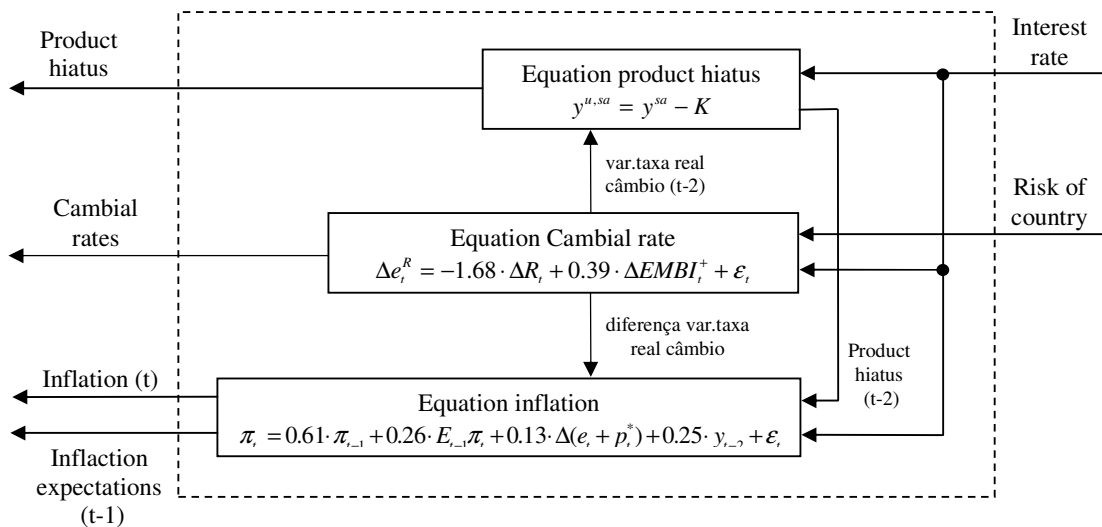 Product
hiatus
Interest
rate
Equation product hiatus
y^{u,sa} = y^{sa} − K
var.taxa real
câmbio (t-2)
Risk of
country
Cambial
rates
Equation Cambial rate
Δe_t^R = −1.68 · ΔR_t + 0.39 · ΔEMBI_t^+ + ε_t
diferença var.taxa
real câmbio
Product
hiatus
(t-2)
Inflation (t)
Equation inflation
π_t = 0.61 · π_{t−1} + 0.26 · E_{t−1}π_t + 0.13 · Δ(e_t + p_t^*) + 0.25 · y_{t−2} + ε_t
Inflaction
expectations
(t-1)